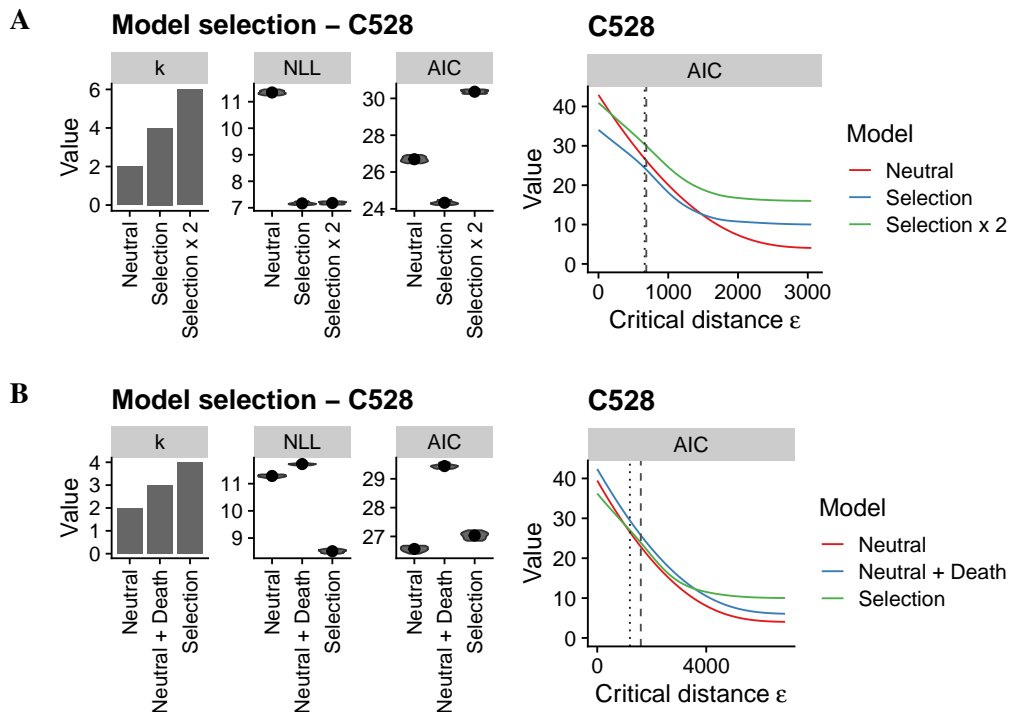 A
Model selection – C528
k
NLL
AIC
Value
6
4
2
0
11
10
9
8
7
30
28
26
24
Neutral
Selection
Selection x 2
Neutral
Selection
Selection x 2
Neutral
Selection
Selection x 2
C528
AIC
Value
40
30
20
10
0
0 1000 2000 3000
Critical distance ε
Model
Neutral
Selection
Selection x 2
B
Model selection – C528
k
NLL
AIC
Value
4
3
2
1
0
11
10
9
29
28
27
Neutral
Neutral + Death
Selection
Neutral
Neutral + Death
Selection
Neutral
Neutral + Death
Selection
C528
AIC
Value
40
30
20
10
0
0 4000
Critical distance ε
Model
Neutral
Neutral + Death
Selection